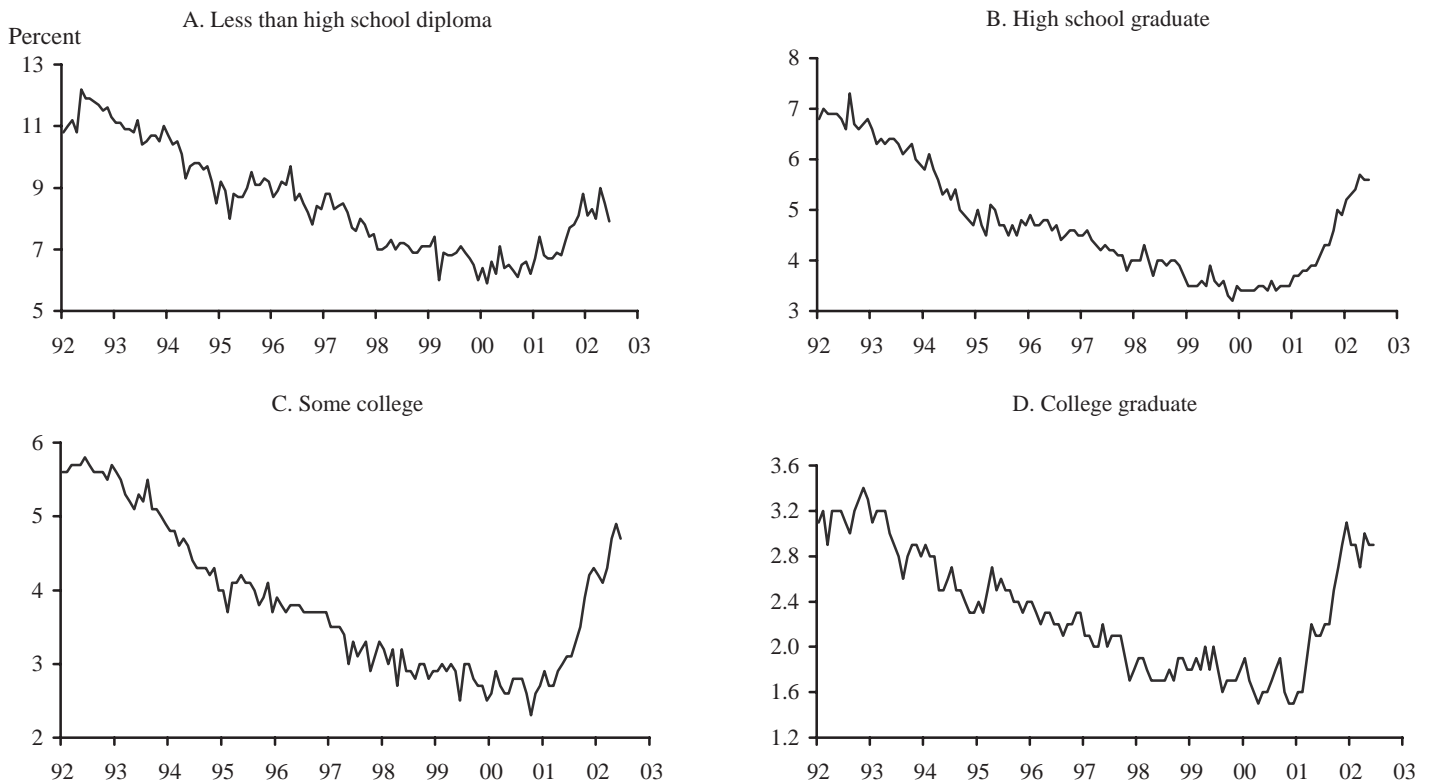 A. Less than high school diploma
Percent
13
11
9
7
5
92 93 94 95 96 97 98 99 00 01 02 03
B. High school graduate
8
7
6
5
4
3
92 93 94 95 96 97 98 99 00 01 02 03
C. Some college
6
5
4
3
2
92 93 94 95 96 97 98 99 00 01 02 03
D. College graduate
3.6
3.2
2.8
2.4
2.0
1.6
1.2
92 93 94 95 96 97 98 99 00 01 02 03